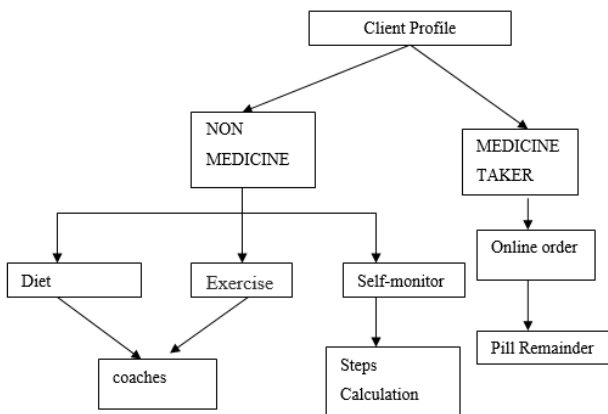 Client Profile
NON
MEDICINE
MEDICINE
TAKER
Online order
Diet
Exercise
Self-monitor
Pill Remainder
coaches
Steps
Calculation